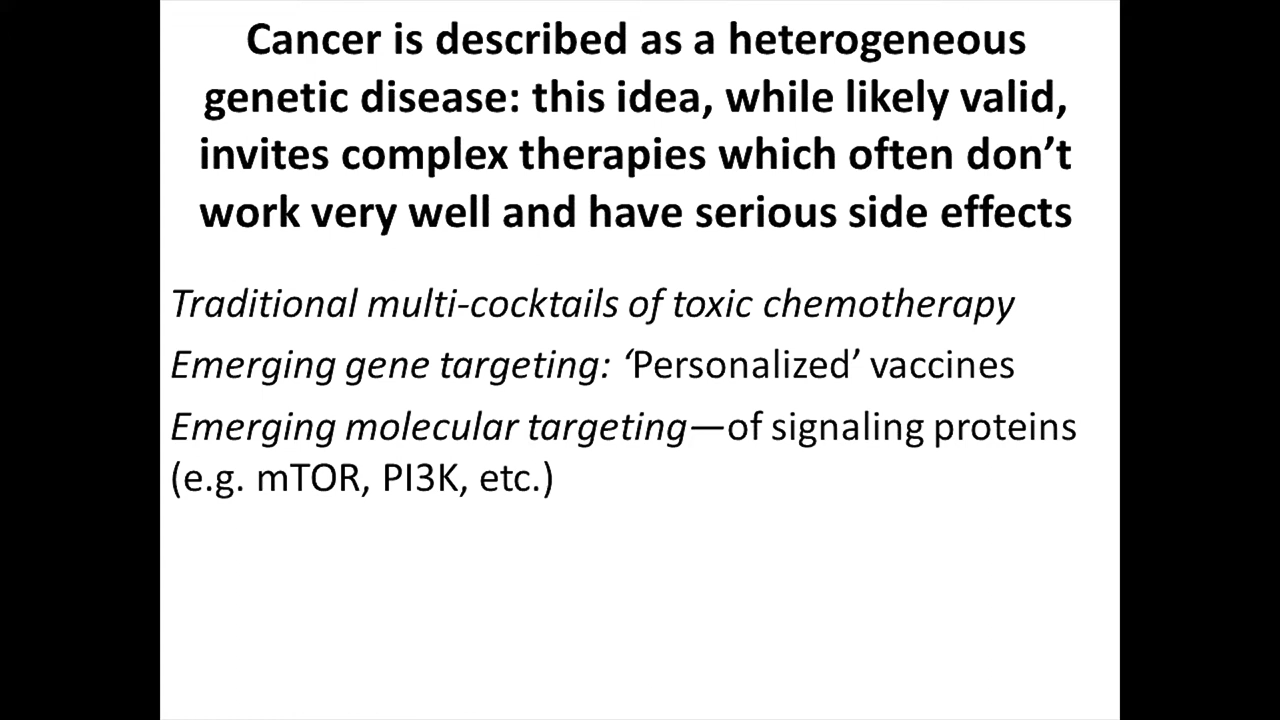 Cancer is described as a heterogeneous
genetic disease: this idea, while likely valid,
invites complex therapies which often don’t
work very well and have serious side effects
Traditional multi-cocktails of toxic chemotherapy
Emerging gene targeting: ‘Personalized’ vaccines
Emerging molecular targeting—of signaling proteins
(e.g. mTOR, PI3K, etc.)